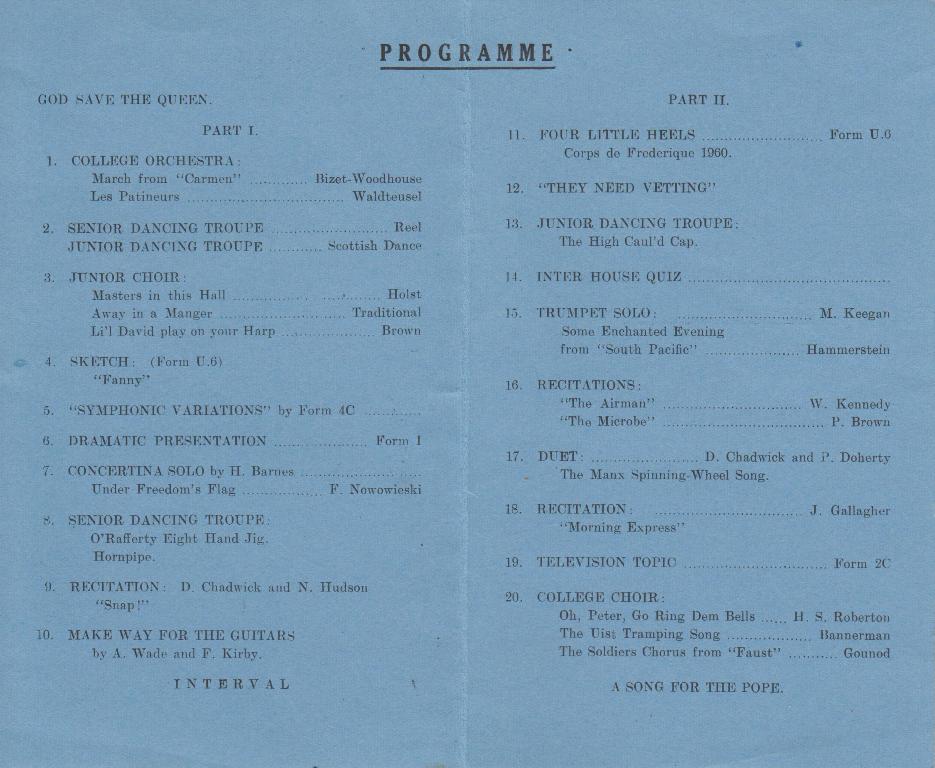 PROGRAMME
GOD SAVE THE QUEEN.
PART I.
1. COLLEGE ORCHESTRA:
March from "Carmen" ............ Bizet-Woodhouse
Les Patineurs .................................... Waldteusel
2. SENIOR DANCING TROUPE ........................... Reel
JUNIOR DANCING TROUPE ............ Scottish Dance
3. JUNIOR CHOIR:
Masters in this Hall .................................. Holst
Away in a Manger .............................. Traditional
Li'l David play on your Harp ....................... Brown
4. SKETCH: (Form U.6)
"Fanny"
5. "SYMPHONIC VARIATIONS" by Form 4C .............
6. DRAMATIC PRESENTATION ...................... Form 1
7. CONCERTINA SOLO by H. Barnes ............................
Under Freedom's Flag ................... F. Nowowieski
8. SENIOR DANCING TROUPE:
O'Rafferty Eight Hand Jig.
Hornpipe.
9. RECITATION: D. Chadwick and N. Hudson
"Snap!"
10. MAKE WAY FOR THE GUITARS
by A. Wade and F. Kirby.
INTERVAL
PART II.
11. FOUR LITTLE HEELS ............................ Form U.6
Corps de Frederique 1960.
12. "THEY NEED VETTING"
13. JUNIOR DANCING TROUPE:
The High Caul'd Cap.
14. INTER HOUSE QUIZ ...............................................
15. TRUMPET SOLO: ................................ M. Keegan
Some Enchanted Evening
from "South Pacific" ...................... Hammerstein
16. RECITATIONS:
"The Airman" ................................. W. Kennedy
"The Microbe" ...................................... P. Brown
17. DUET: ......................... D. Chadwick and P. Doherty
The Manx Spinning-Wheel Song.
18. RECITATION: ............................ J. Gallagher
"Morning Express"
19. TELEVISION TOPIC .................................. Form 2C
20. COLLEGE CHOIR:
Oh, Peter, Go Ring Dem Bells ...... H. S. Roberton
The Uist Tramping Song .................... Bannerman
The Soldiers Chorus from "Faust" ........... Gounod
A SONG FOR THE POPE.